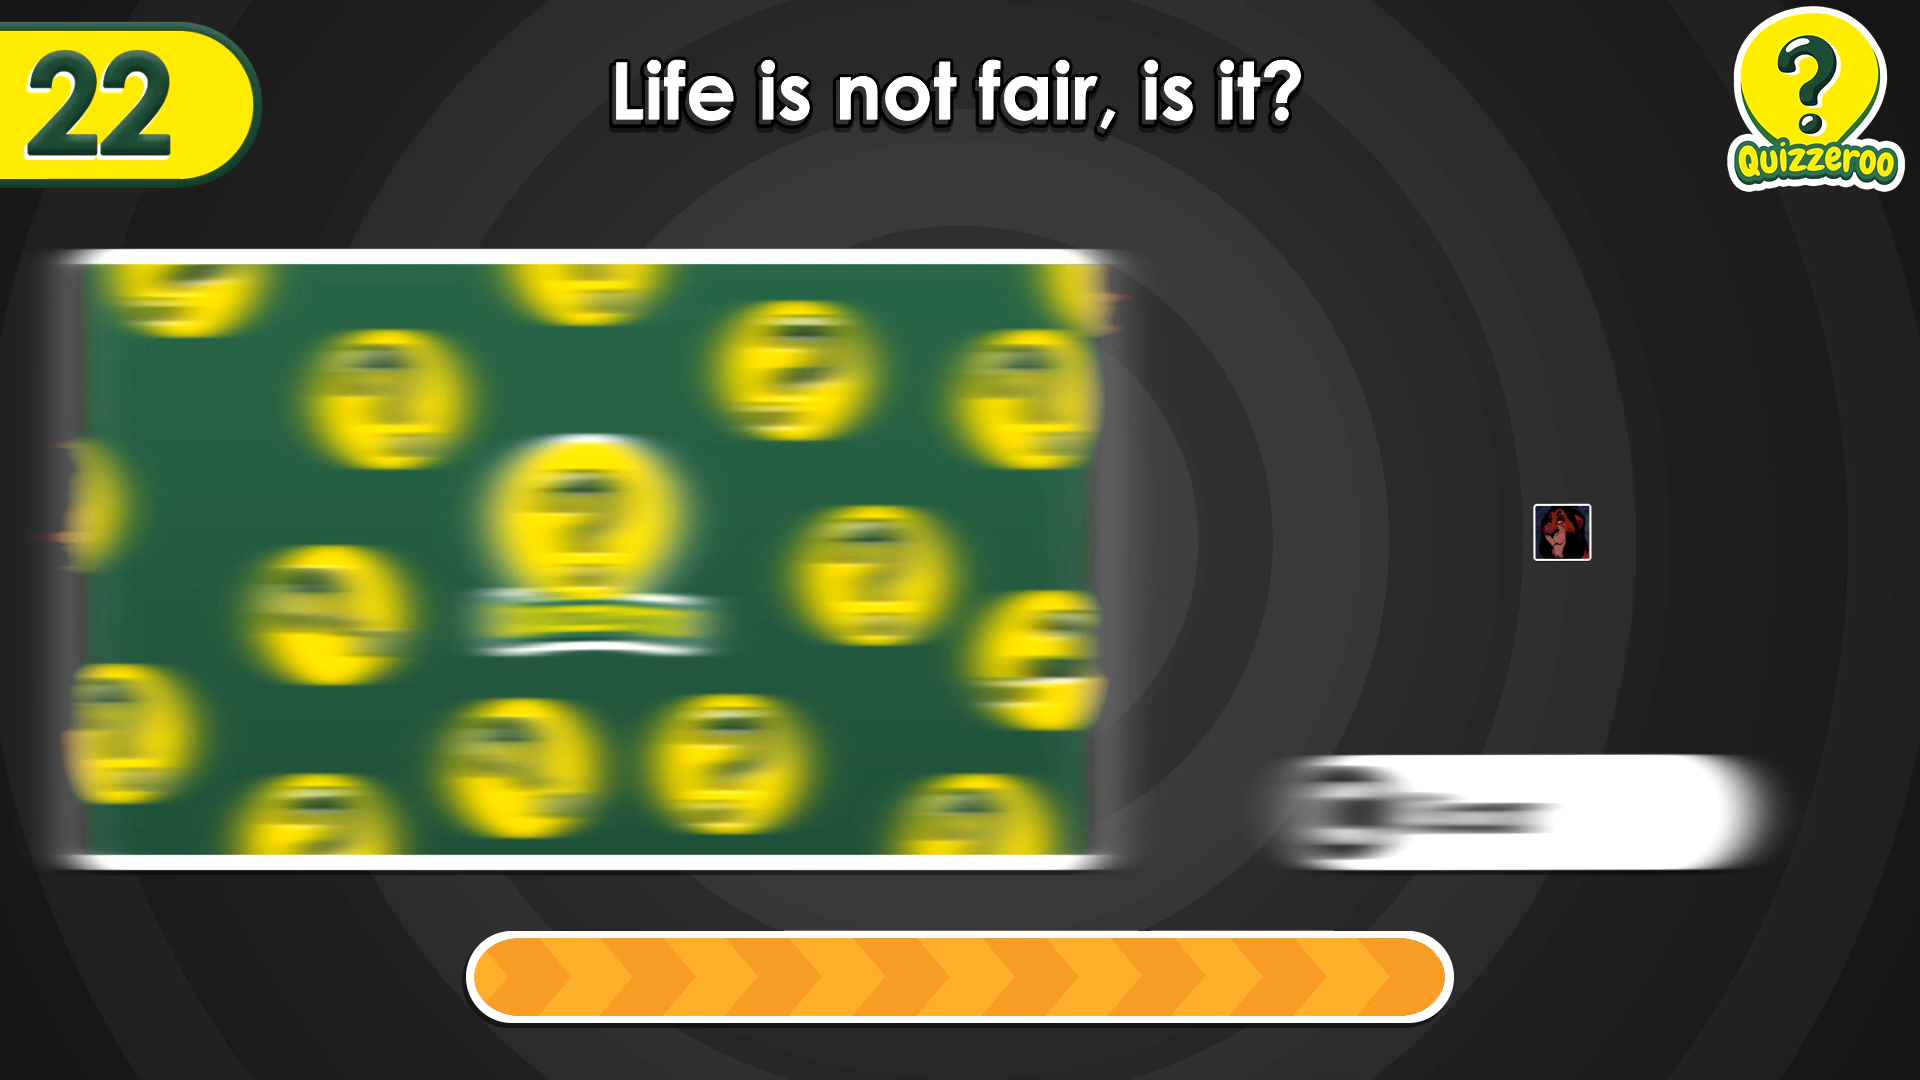 22
Life is not fair, is it?
?
Quizzeroo